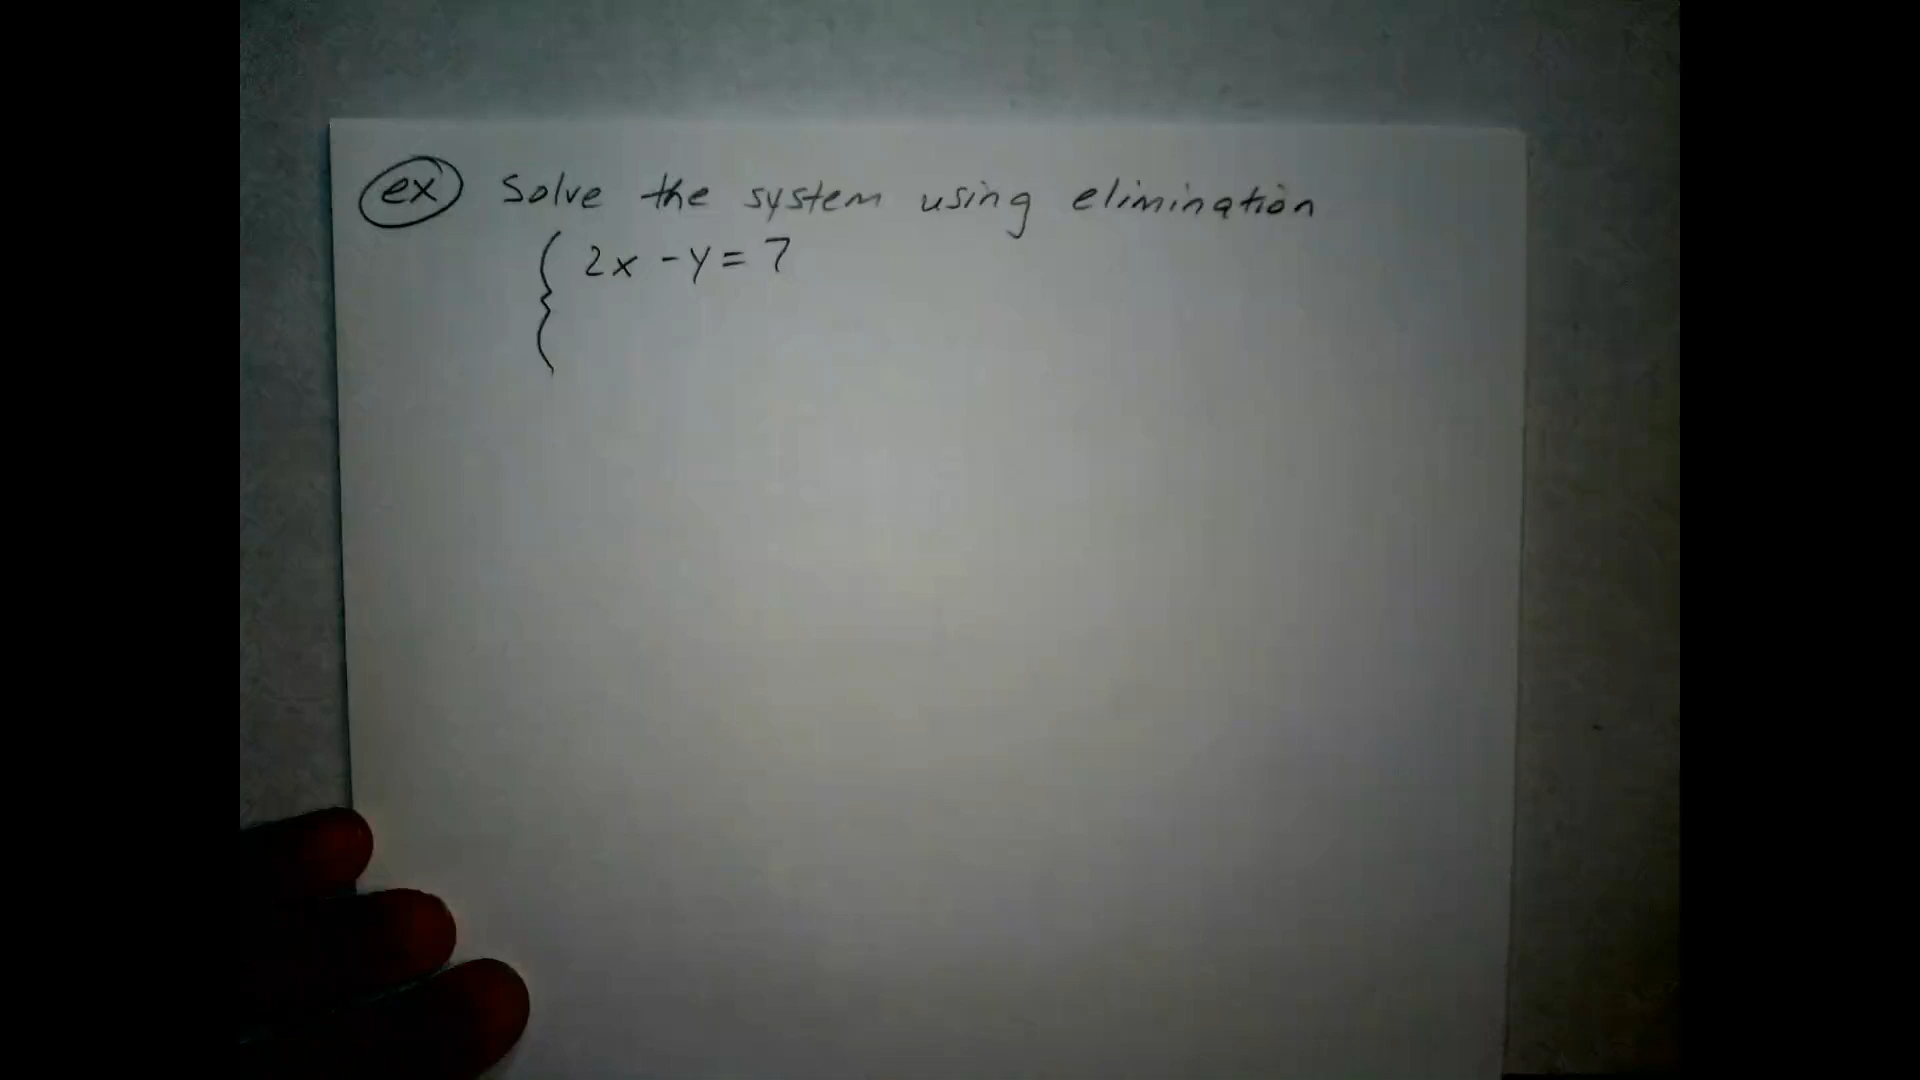 ex Solve the system using elimination
{ 2x - y = 7